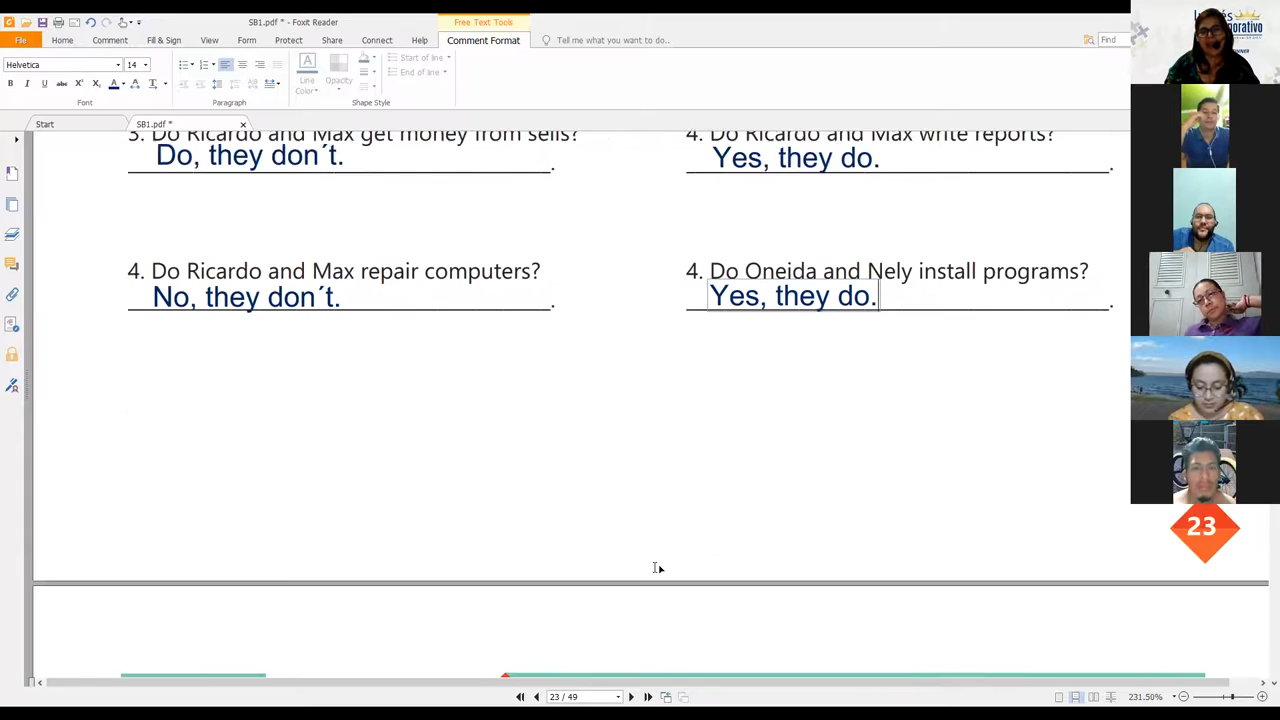 SB1.pdf * - Foxit Reader
Free Text Tools
File Home Comment Fill & Sign View Form Protect Share Connect Help Comment Format Tell me what you want to do.. Find
Helvetica 14
Line Color Opacity
Start of line
End of line
Font Paragraph Shape Style
Start SB1.pdf *
3. Do Ricardo and Max get money from sells?
Do, they don´t.
4. Do Ricardo and Max write reports?
Yes, they do.
4. Do Ricardo and Max repair computers?
No, they don´t.
4. Do Oneida and Nely install programs?
Yes, they do.
23
23 / 49
231.50%